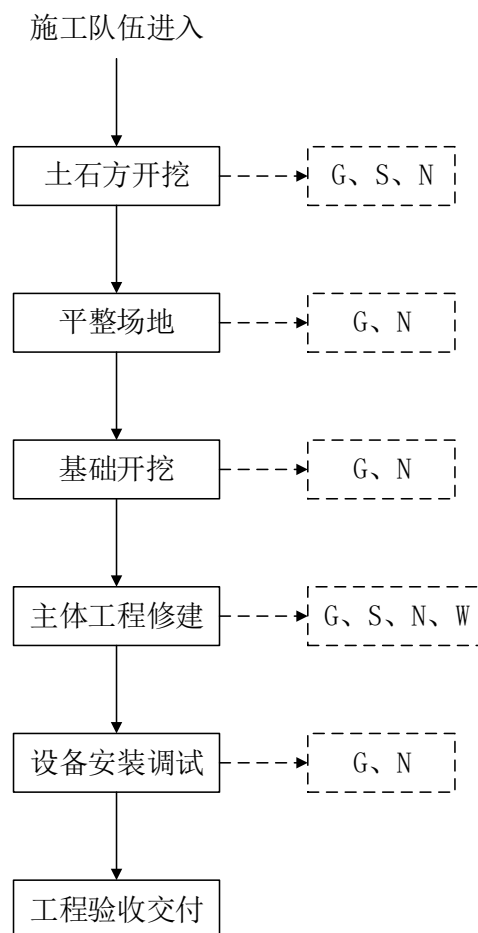 施工队伍进入
土石方开挖
G、S、N
平整场地
G、N
基础开挖
G、N
主体工程修建
G、S、N、W
设备安装调试
G、N
工程验收交付